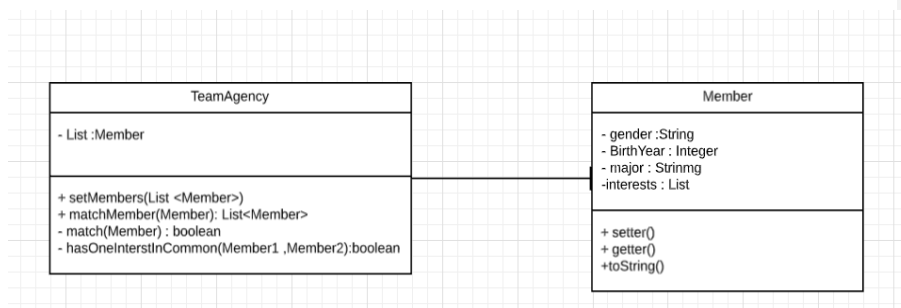 TeamAgency
- List :Member
+ setMembers(List <Member>)
+ matchMember(Member): List<Member>
- match(Member) : boolean
- hasOneInterstInCommon(Member1 ,Member2):boolean
Member
- gender :String
- BirthYear : Integer
- major : Strinmg
-interests : List
+ setter()
+ getter()
+toString()